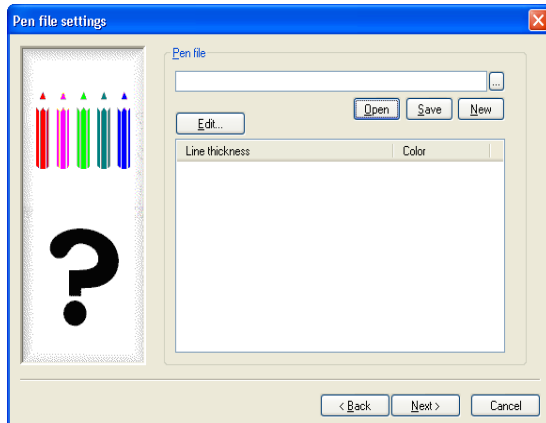 Pen file settings
Pen file
...
Open Save New
Edit...
Line thickness Color
?
< Back Next > Cancel